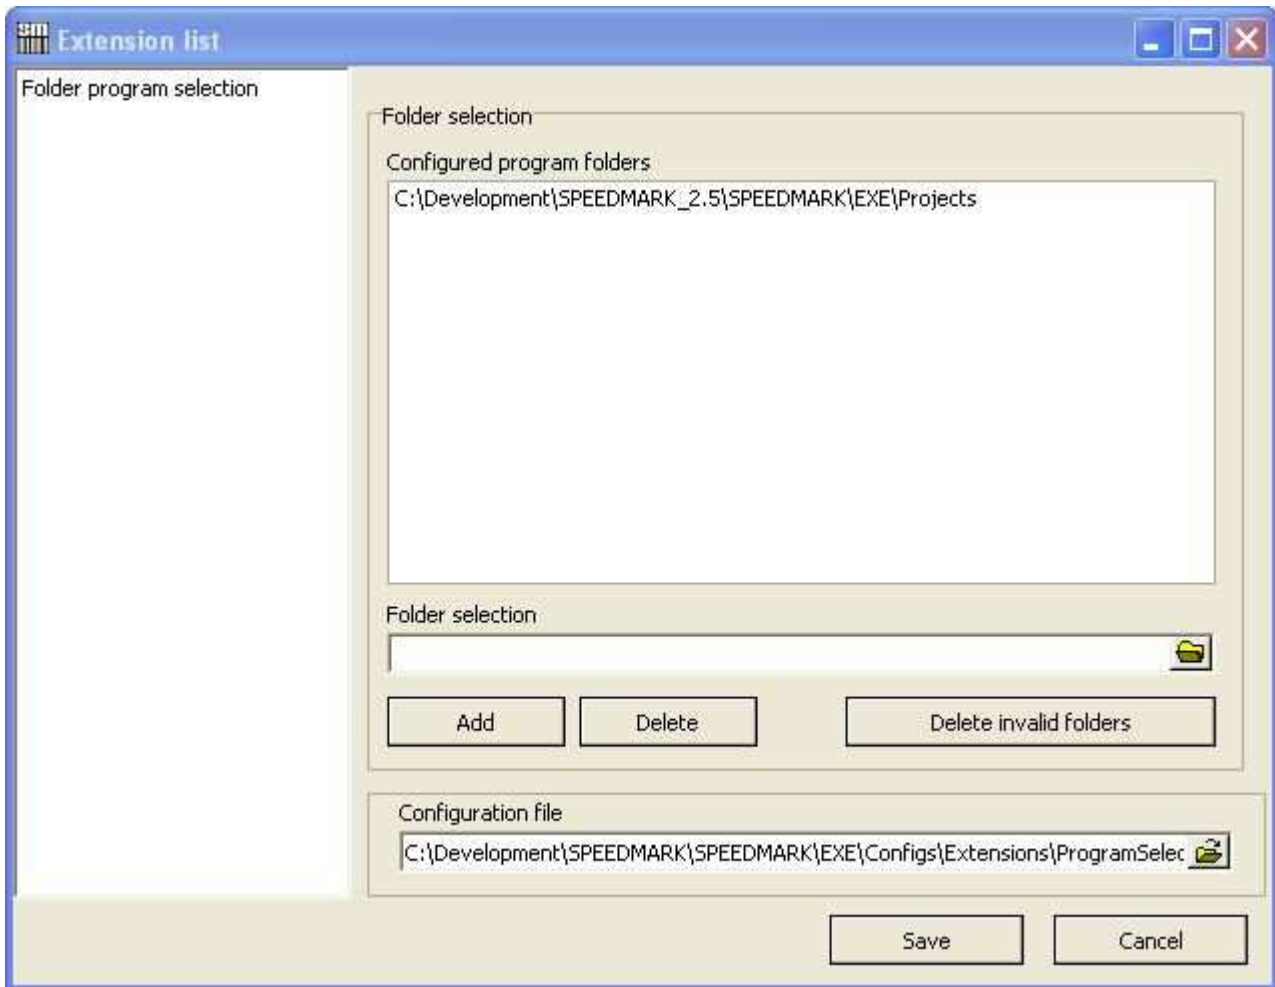 sm
Extension list
Folder program selection
Folder selection
Configured program folders
C:\Development\SPEEDMARK_2.5\SPEEDMARK\EXE\Projects
Folder selection
Add
Delete
Delete invalid folders
Configuration file
C:\Development\SPEEDMARK\SPEEDMARK\EXE\Configs\Extensions\ProgramSelec
Save
Cancel